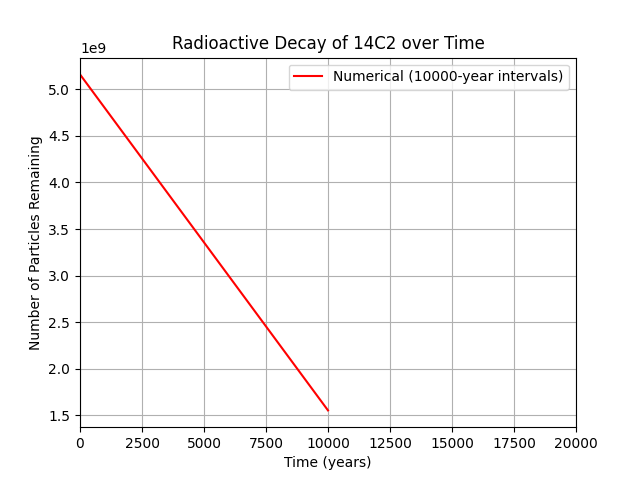 Radioactive Decay of 14C2 over Time
1e9
Numerical (10000-year intervals)
5.0
4.5
4.0
3.5
3.0
2.5
2.0
1.5
Number of Particles Remaining
0 2500 5000 7500 10000 12500 15000 17500 20000
Time (years)